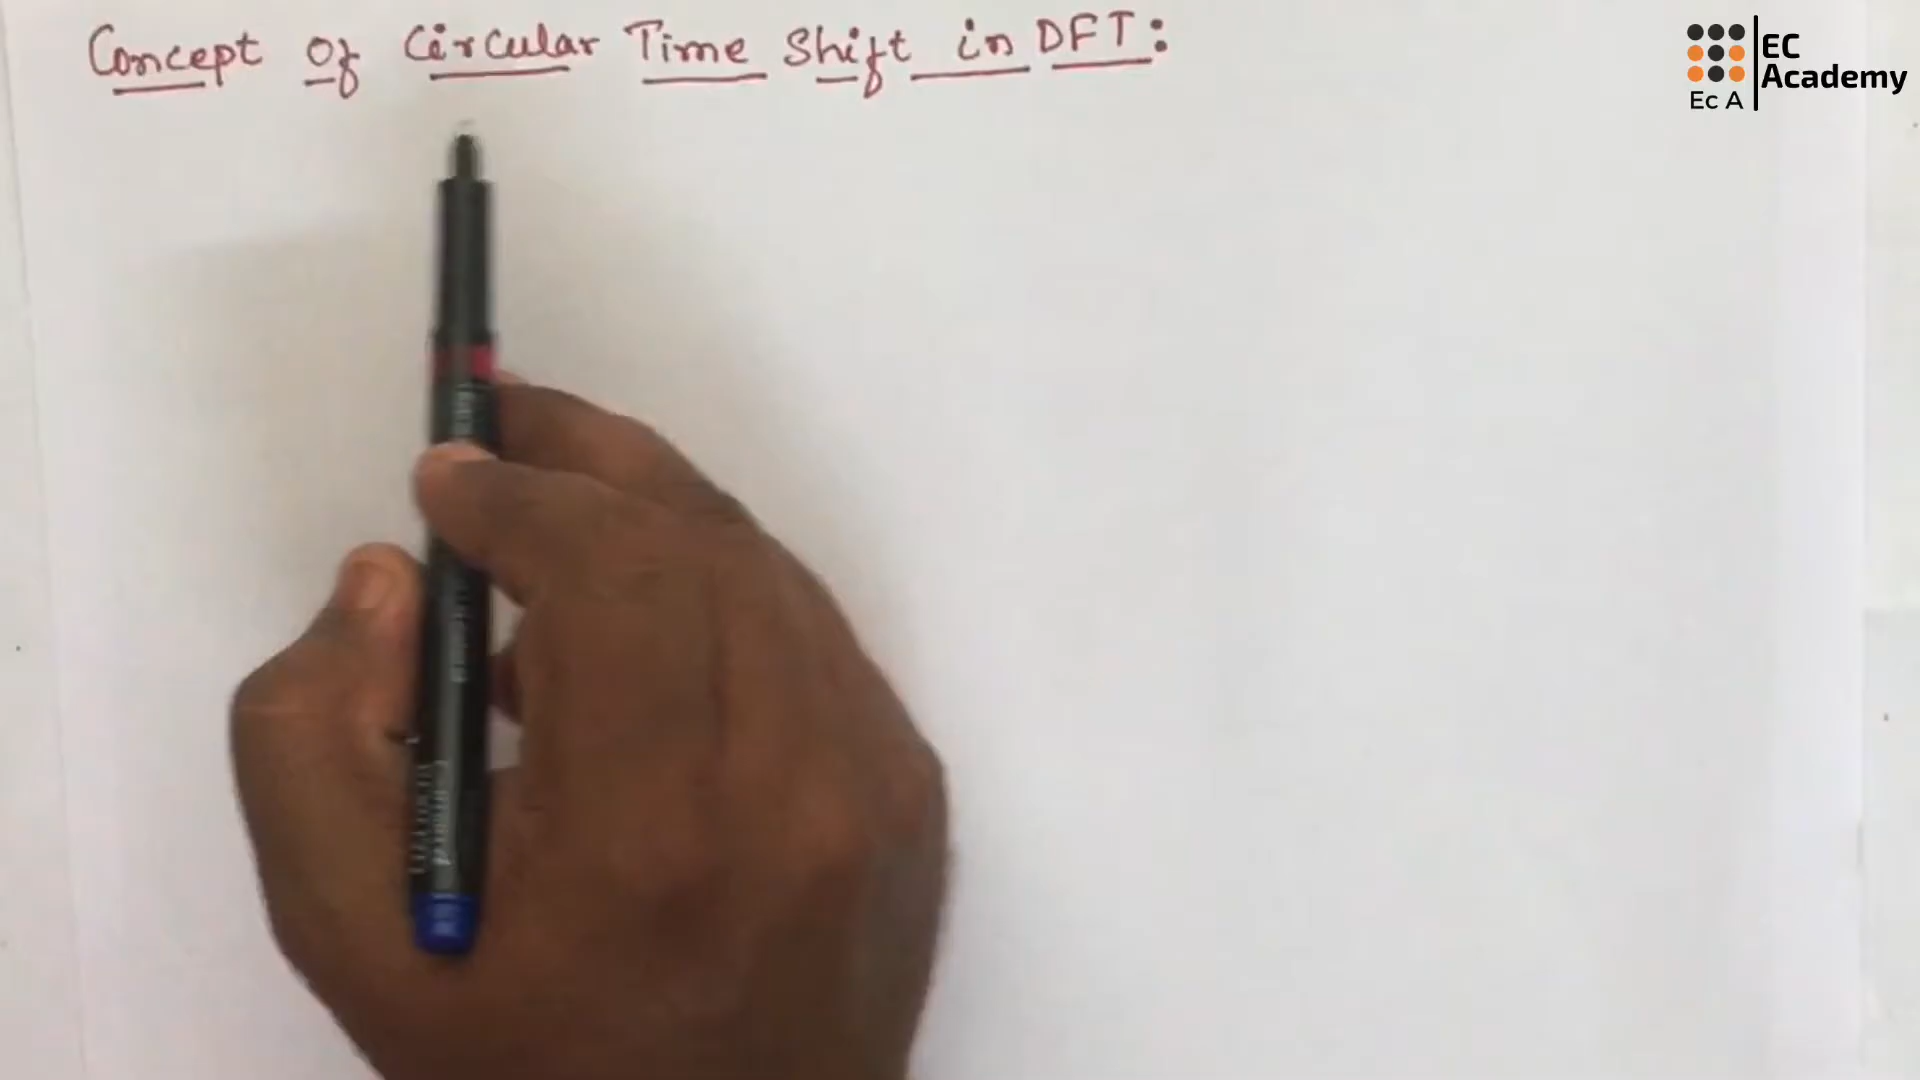 Concept Of Circular Time Shift in DFT:
EC
Academy
Ec A